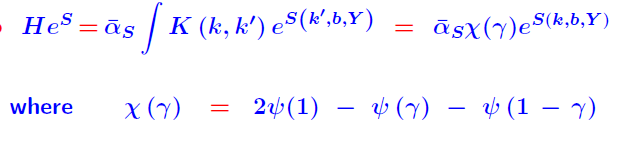 H e^S = ᾱ_S ∫ K (k, k′) e^{S(k′,b,Y)} = ᾱ_S χ(γ) e^{S(k,b,Y)}
where χ (γ) = 2ψ(1) − ψ (γ) − ψ (1 − γ)